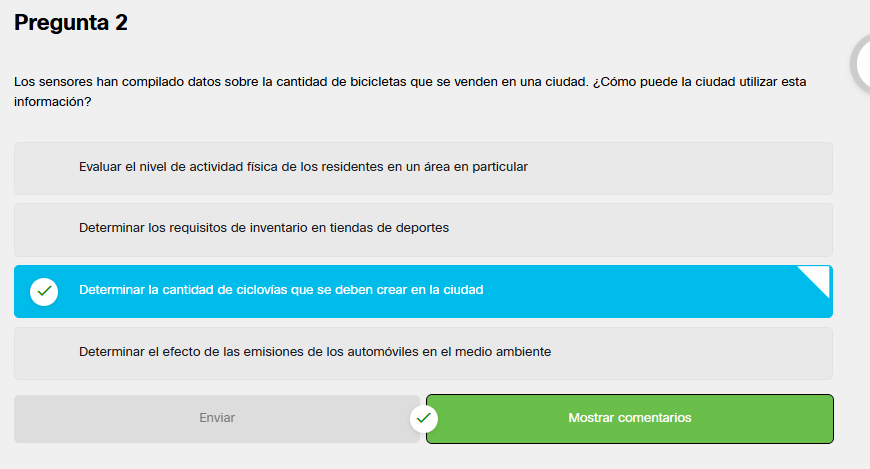 Pregunta 2
Los sensores han compilado datos sobre la cantidad de bicicletas que se venden en una ciudad. ¿Cómo puede la ciudad utilizar esta
información?
Evaluar el nivel de actividad física de los residentes en un área en particular
Determinar los requisitos de inventario en tiendas de deportes
Determinar la cantidad de ciclovías que se deben crear en la ciudad
Determinar el efecto de las emisiones de los automóviles en el medio ambiente
Enviar
Mostrar comentarios